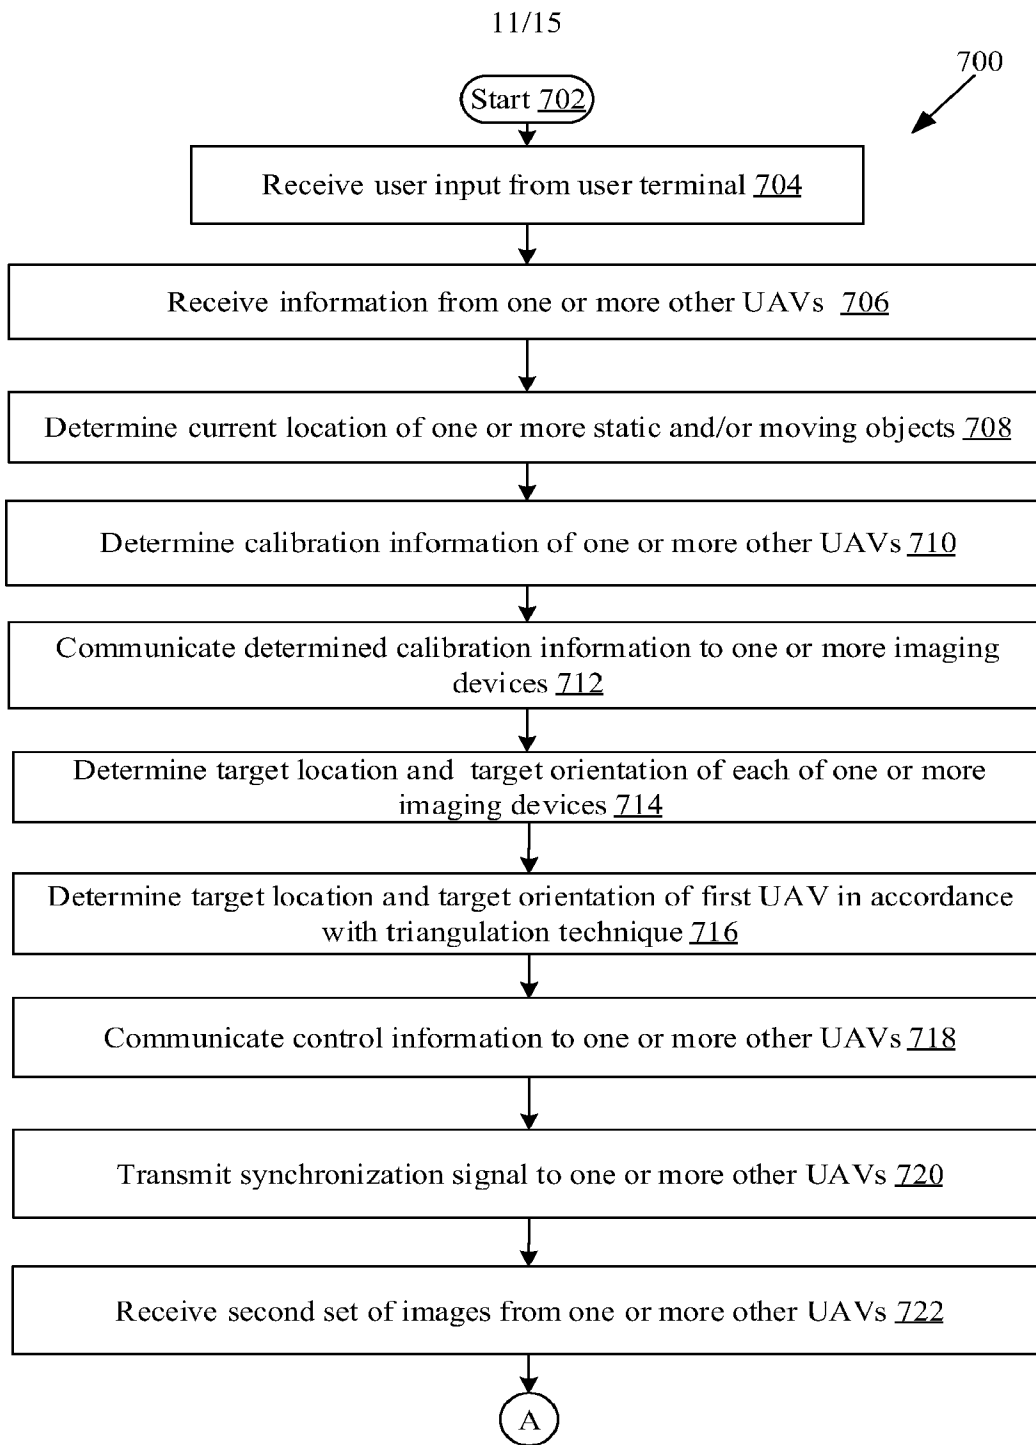 11/15
700
Start 702
Receive user input from user terminal 704
Receive information from one or more other UAVs 706
Determine current location of one or more static and/or moving objects 708
Determine calibration information of one or more other UAVs 710
Communicate determined calibration information to one or more imaging
devices 712
Determine target location and target orientation of each of one or more
imaging devices 714
Determine target location and target orientation of first UAV in accordance
with triangulation technique 716
Communicate control information to one or more other UAVs 718
Transmit synchronization signal to one or more other UAVs 720
Receive second set of images from one or more other UAVs 722
A